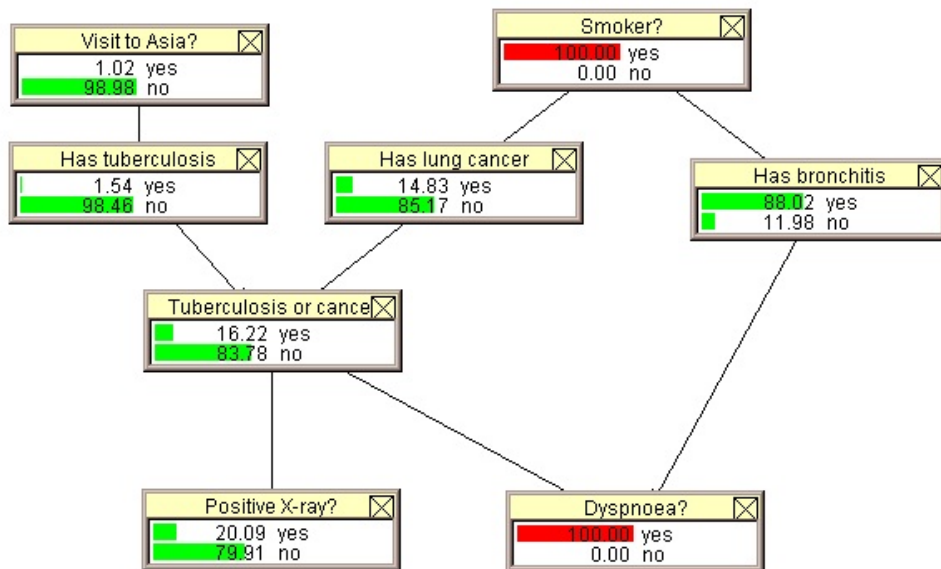 Visit to Asia?
1.02 yes
98.98 no
Smoker?
100.00 yes
0.00 no
Has tuberculosis
1.54 yes
98.46 no
Has lung cancer
14.83 yes
85.17 no
Has bronchitis
88.02 yes
11.98 no
Tuberculosis or cance
16.22 yes
83.78 no
Positive X-ray?
20.09 yes
79.91 no
Dyspnoea?
100.00 yes
0.00 no